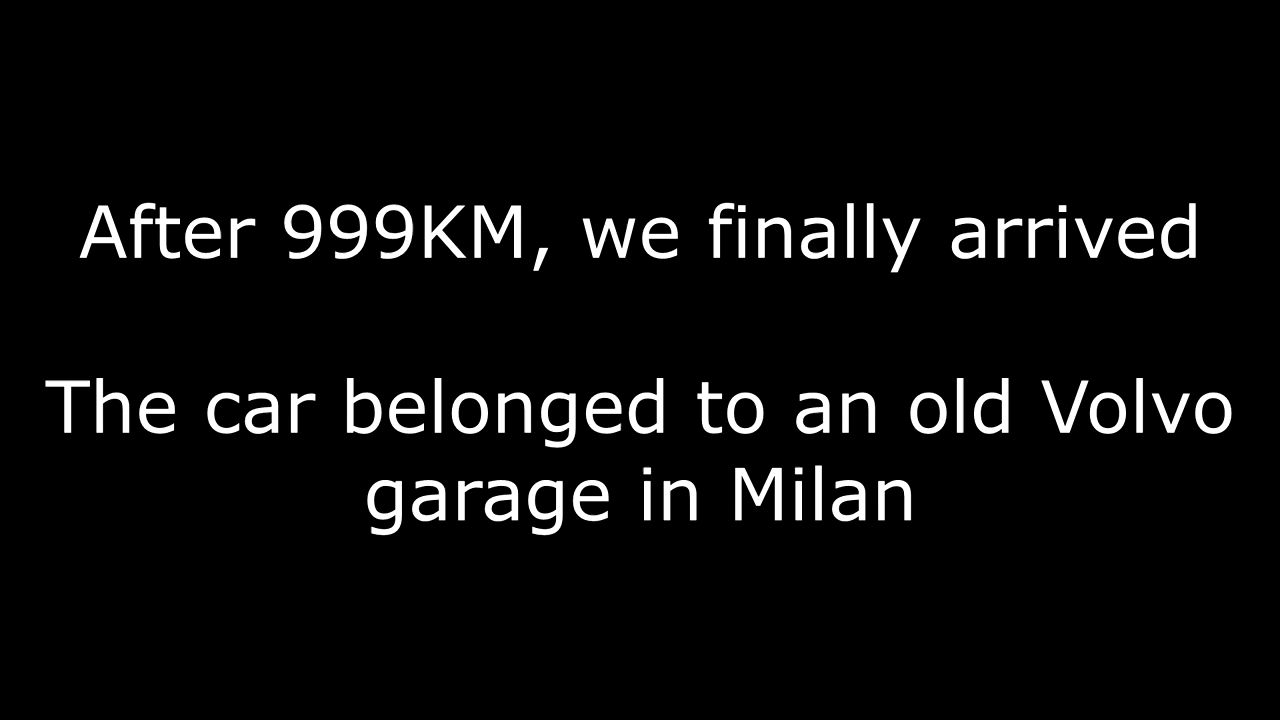 After 999KM, we finally arrived
The car belonged to an old Volvo
garage in Milan